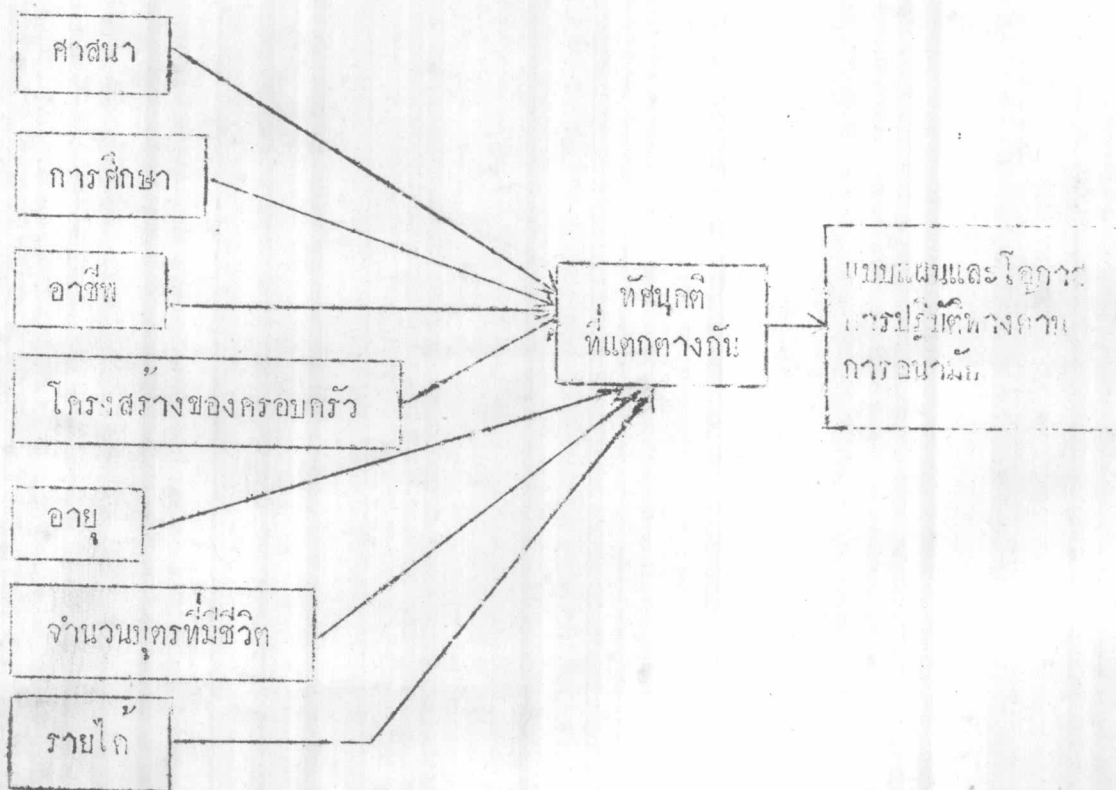 ศาสนา
การศึกษา
อาชีพ
โครงสร้างของครอบครัว
อายุ
จำนวนบุตรที่มีชีวิต
รายได้
ทัศนคติ
ที่แตกต่างกัน
แบบแผนและโอกาส
การปฏิบัติทางด้าน
การอนามัย